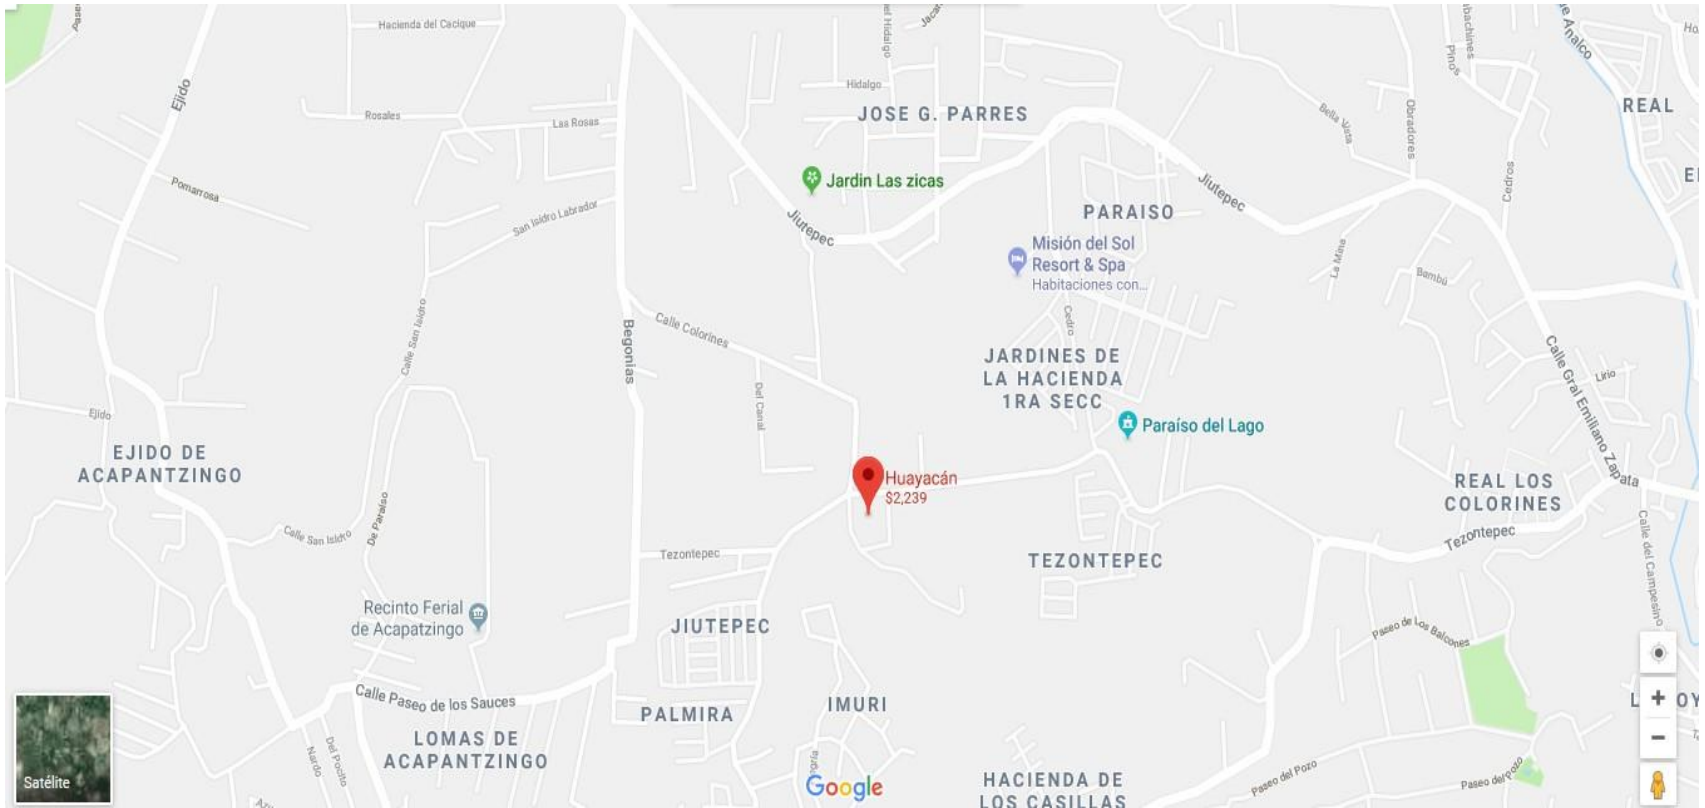 Hacienda del Cacique
el Hidalgo
Ejido
Hidalgo
JOSE G. PARRES
Rosales
Las Rosas
Bella Vista
Obradores
Pinos
REAL
Pomarrosa
Jardin Las zicas
Jiutepec
Cedros
San Isidro Labrador
Jiutepec
PARAISO
Misión del Sol
Resort & Spa
Habitaciones con...
La Mina
Bambú
Calle San Isidro
Begonias
Calle Colorines
Cedro
JARDINES DE
LA HACIENDA
1RA SECC
Calle Gral Emiliano Zapata
Lirio
Del Canal
Ejido
Paraíso del Lago
EJIDO DE
ACAPANTZINGO
Huayacán
$2,239
REAL LOS
COLORINES
De Paraíso
Calle San Isidro
Tezontepec
Tezontepec
TEZONTEPEC
Calle del Campesino
Recinto Ferial
de Acapatzingo
JIUTEPEC
Paseo de Los Balcones
Calle Paseo de los Sauces
PALMIRA
IMURI
LOMAS DE
ACAPANTZINGO
Nardo
Del Pocito
Satélite
Google
HACIENDA DE
LOS CASILLAS
Paseo del Pozo
Paseo del Pozo